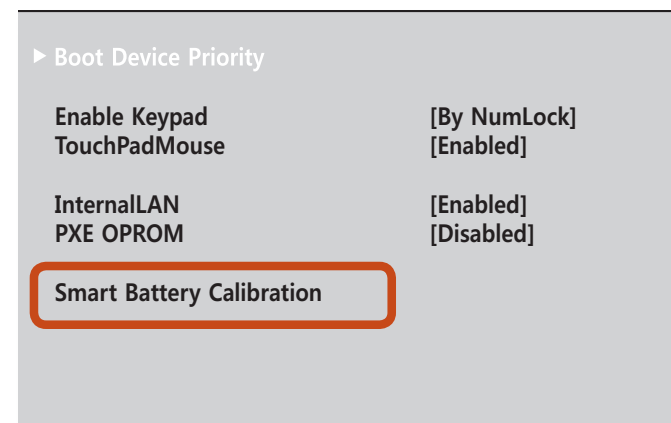 ▶ Boot Device Priority
Enable Keypad [By NumLock]
TouchPadMouse [Enabled]
InternalLAN [Enabled]
PXE OPROM [Disabled]
Smart Battery Calibration